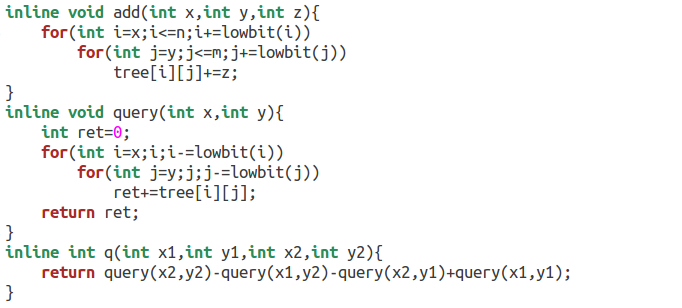 inline void add(int x,int y,int z){
    for(int i=x;i<=n;i+=lowbit(i))
        for(int j=y;j<=m;j+=lowbit(j))
            tree[i][j]+=z;
}
inline void query(int x,int y){
    int ret=0;
    for(int i=x;i;i-=lowbit(i))
        for(int j=y;j;j-=lowbit(j))
            ret+=tree[i][j];
    return ret;
}
inline int q(int x1,int y1,int x2,int y2){
    return query(x2,y2)-query(x1,y2)-query(x2,y1)+query(x1,y1);
}